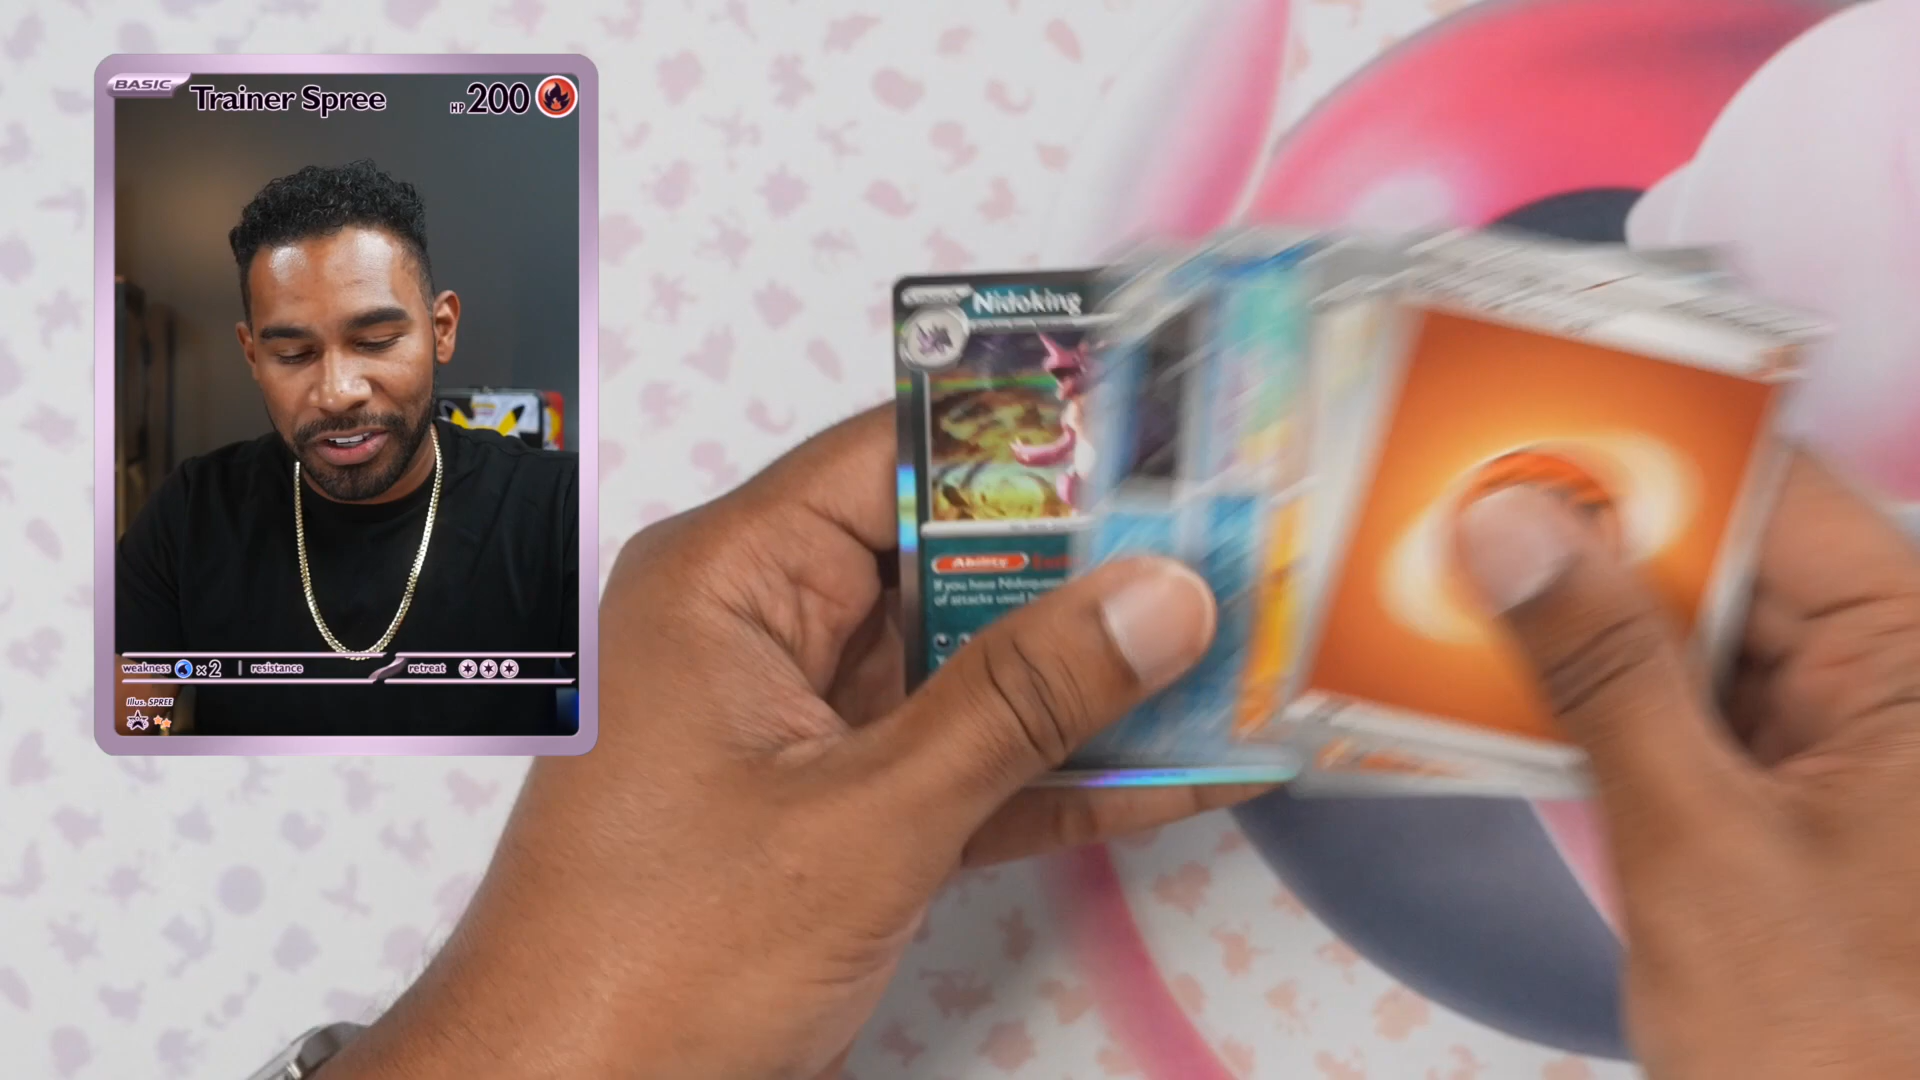 BASIC
Trainer Spree
HP 200
weakness ×2 | resistance
retreat
Illus. SPREE
Nidoking
Ability
If you have Nidoqueen
of attacks used